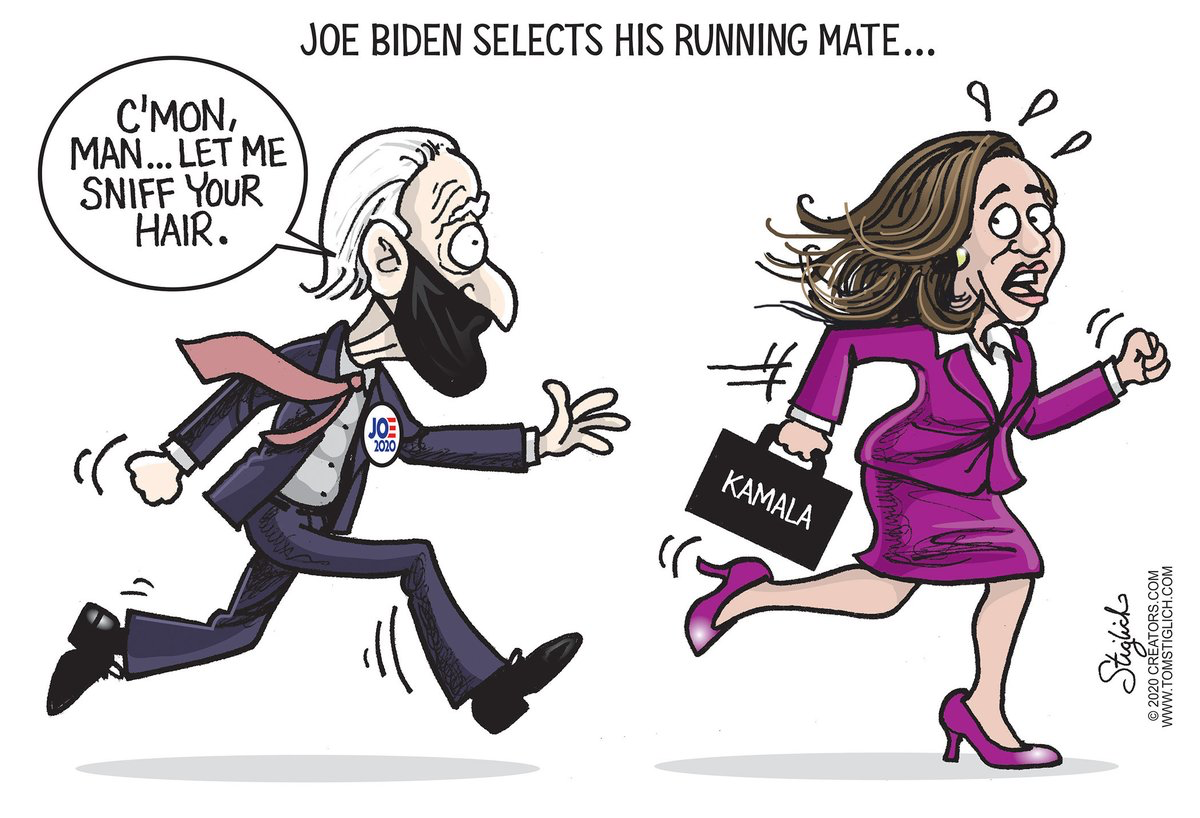 JOE BIDEN SELECTS HIS RUNNING MATE...
C'MON,
MAN... LET ME
SNIFF YOUR
HAIR.
JOE
2020
KAMALA
Stiglich
© 2020 CREATORS.COM
WWW.TOMSTIGLICH.COM